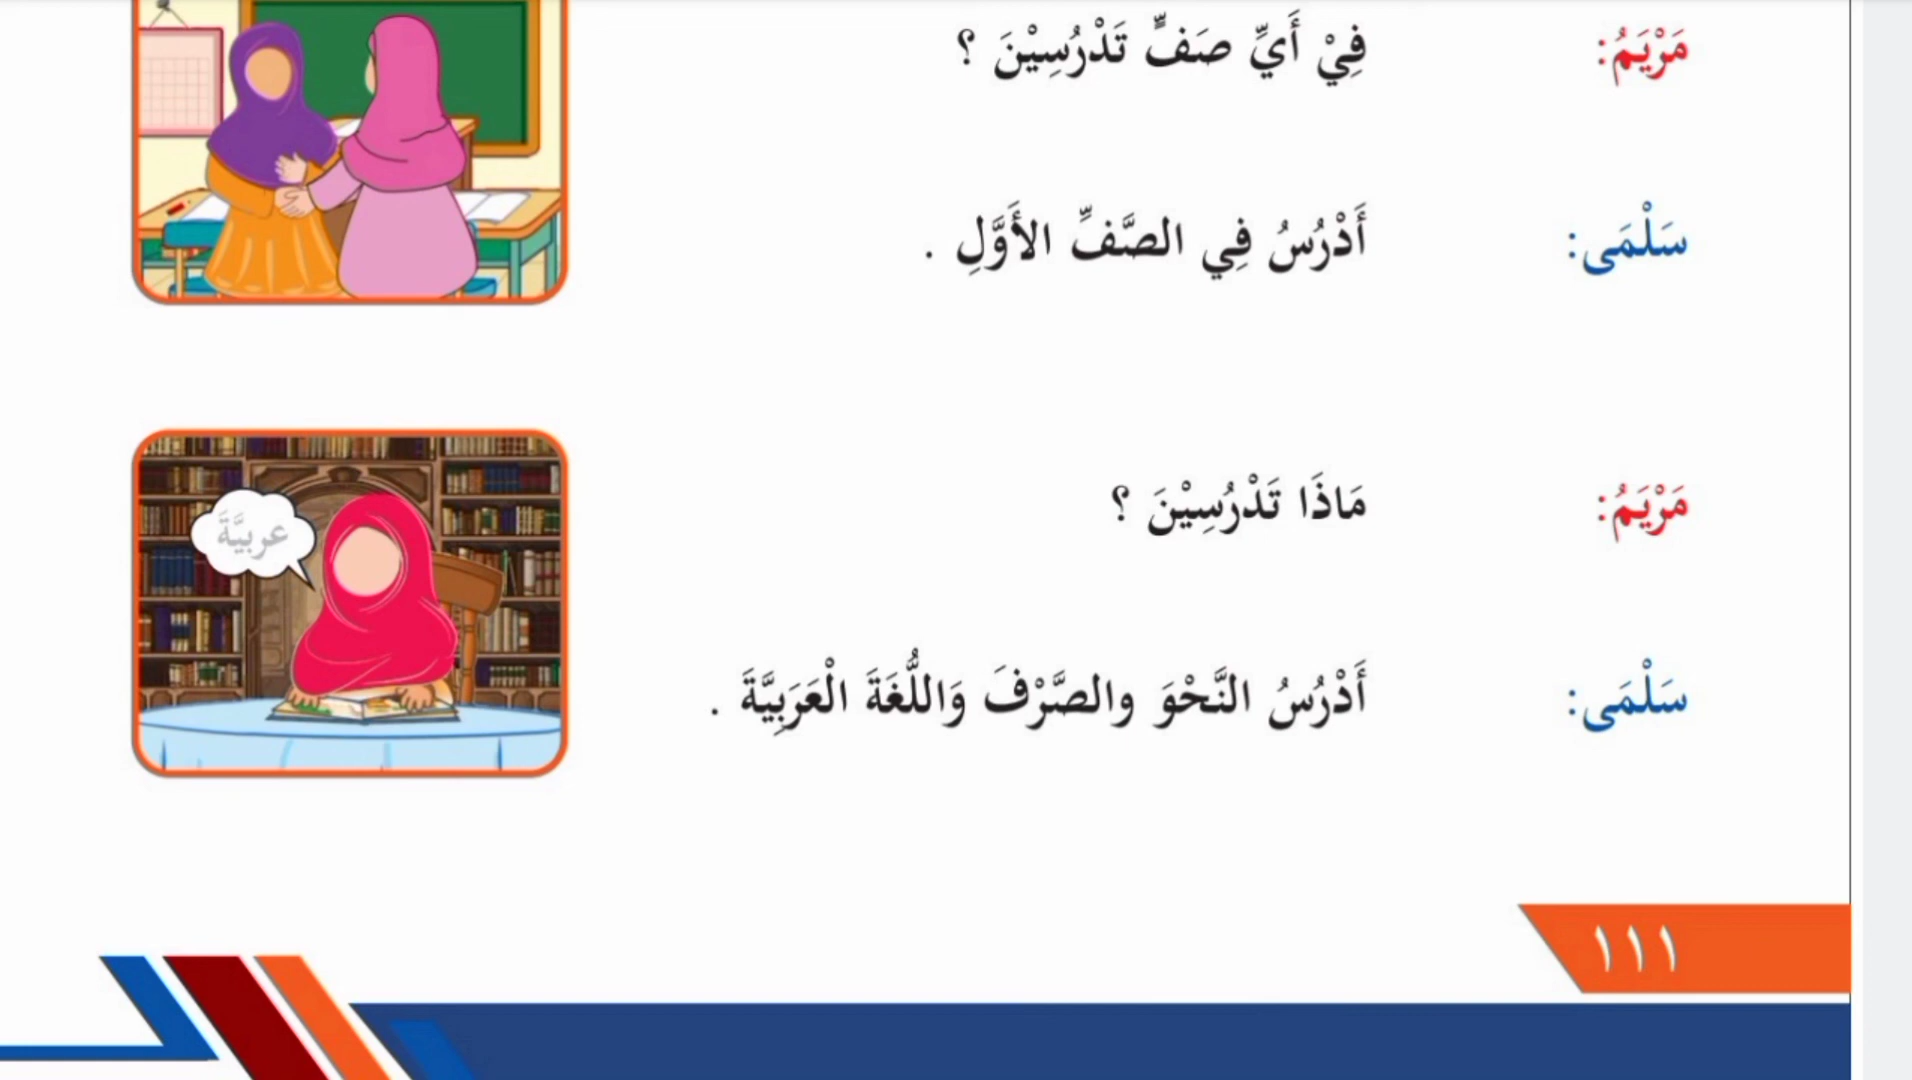 مَرْيَمُ: فِيْ أَيِّ صَفٍّ تَدْرُسِيْنَ ؟
سَلْمَى: أَدْرُسُ فِي الصَّفِّ الأَوَّلِ .
مَرْيَمُ: مَاذَا تَدْرُسِيْنَ ؟
عربيَّةَ
سَلْمَى: أَدْرُسُ النَّحْوَ والصَّرْفَ وَاللُّغَةَ الْعَرَبِيَّةَ .
١١١